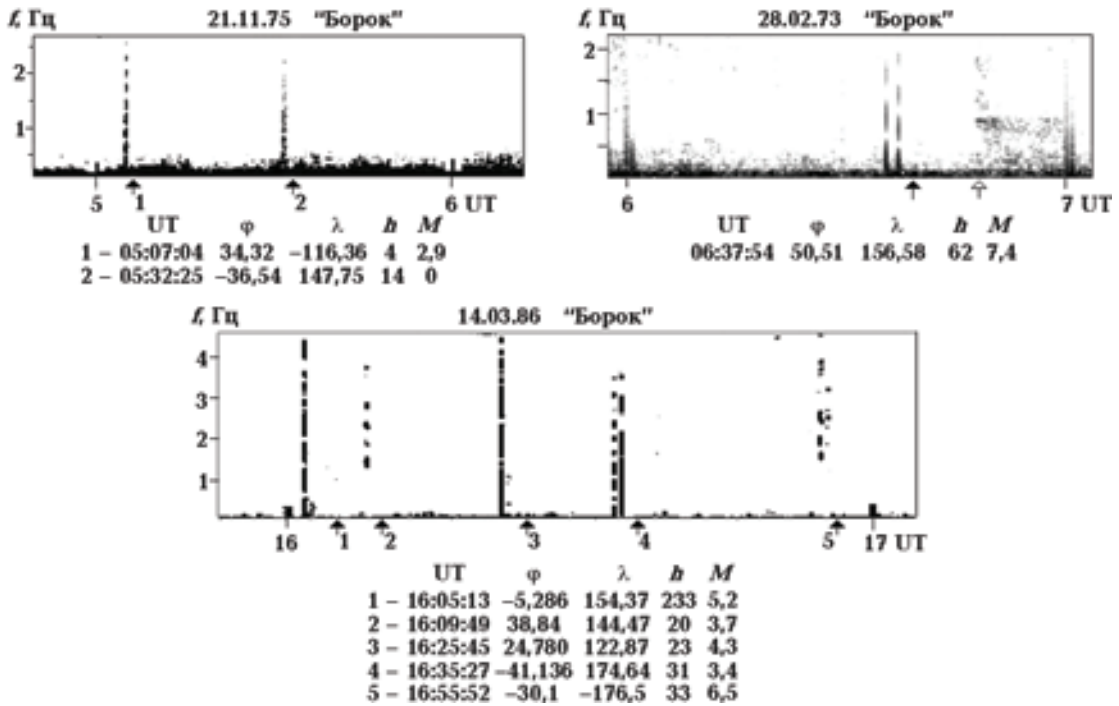 f, Гц 21.11.75 “Борок”
2
1
5 1 2 6 UT
UT φ λ h M
1 – 05:07:04 34,32 –116,36 4 2,9
2 – 05:32:25 –36,54 147,75 14 0
f, Гц 28.02.73 “Борок”
2
1
6 7 UT
UT φ λ h M
06:37:54 50,51 156,58 62 7,4
f, Гц 14.03.86 “Борок”
4
3
2
1
16 1 2 3 4 5 17 UT
UT φ λ h M
1 – 16:05:13 –5,286 154,37 233 5,2
2 – 16:09:49 38,84 144,47 20 3,7
3 – 16:25:45 24,780 122,87 23 4,3
4 – 16:35:27 –41,136 174,64 31 3,4
5 – 16:55:52 –30,1 –176,5 33 6,5